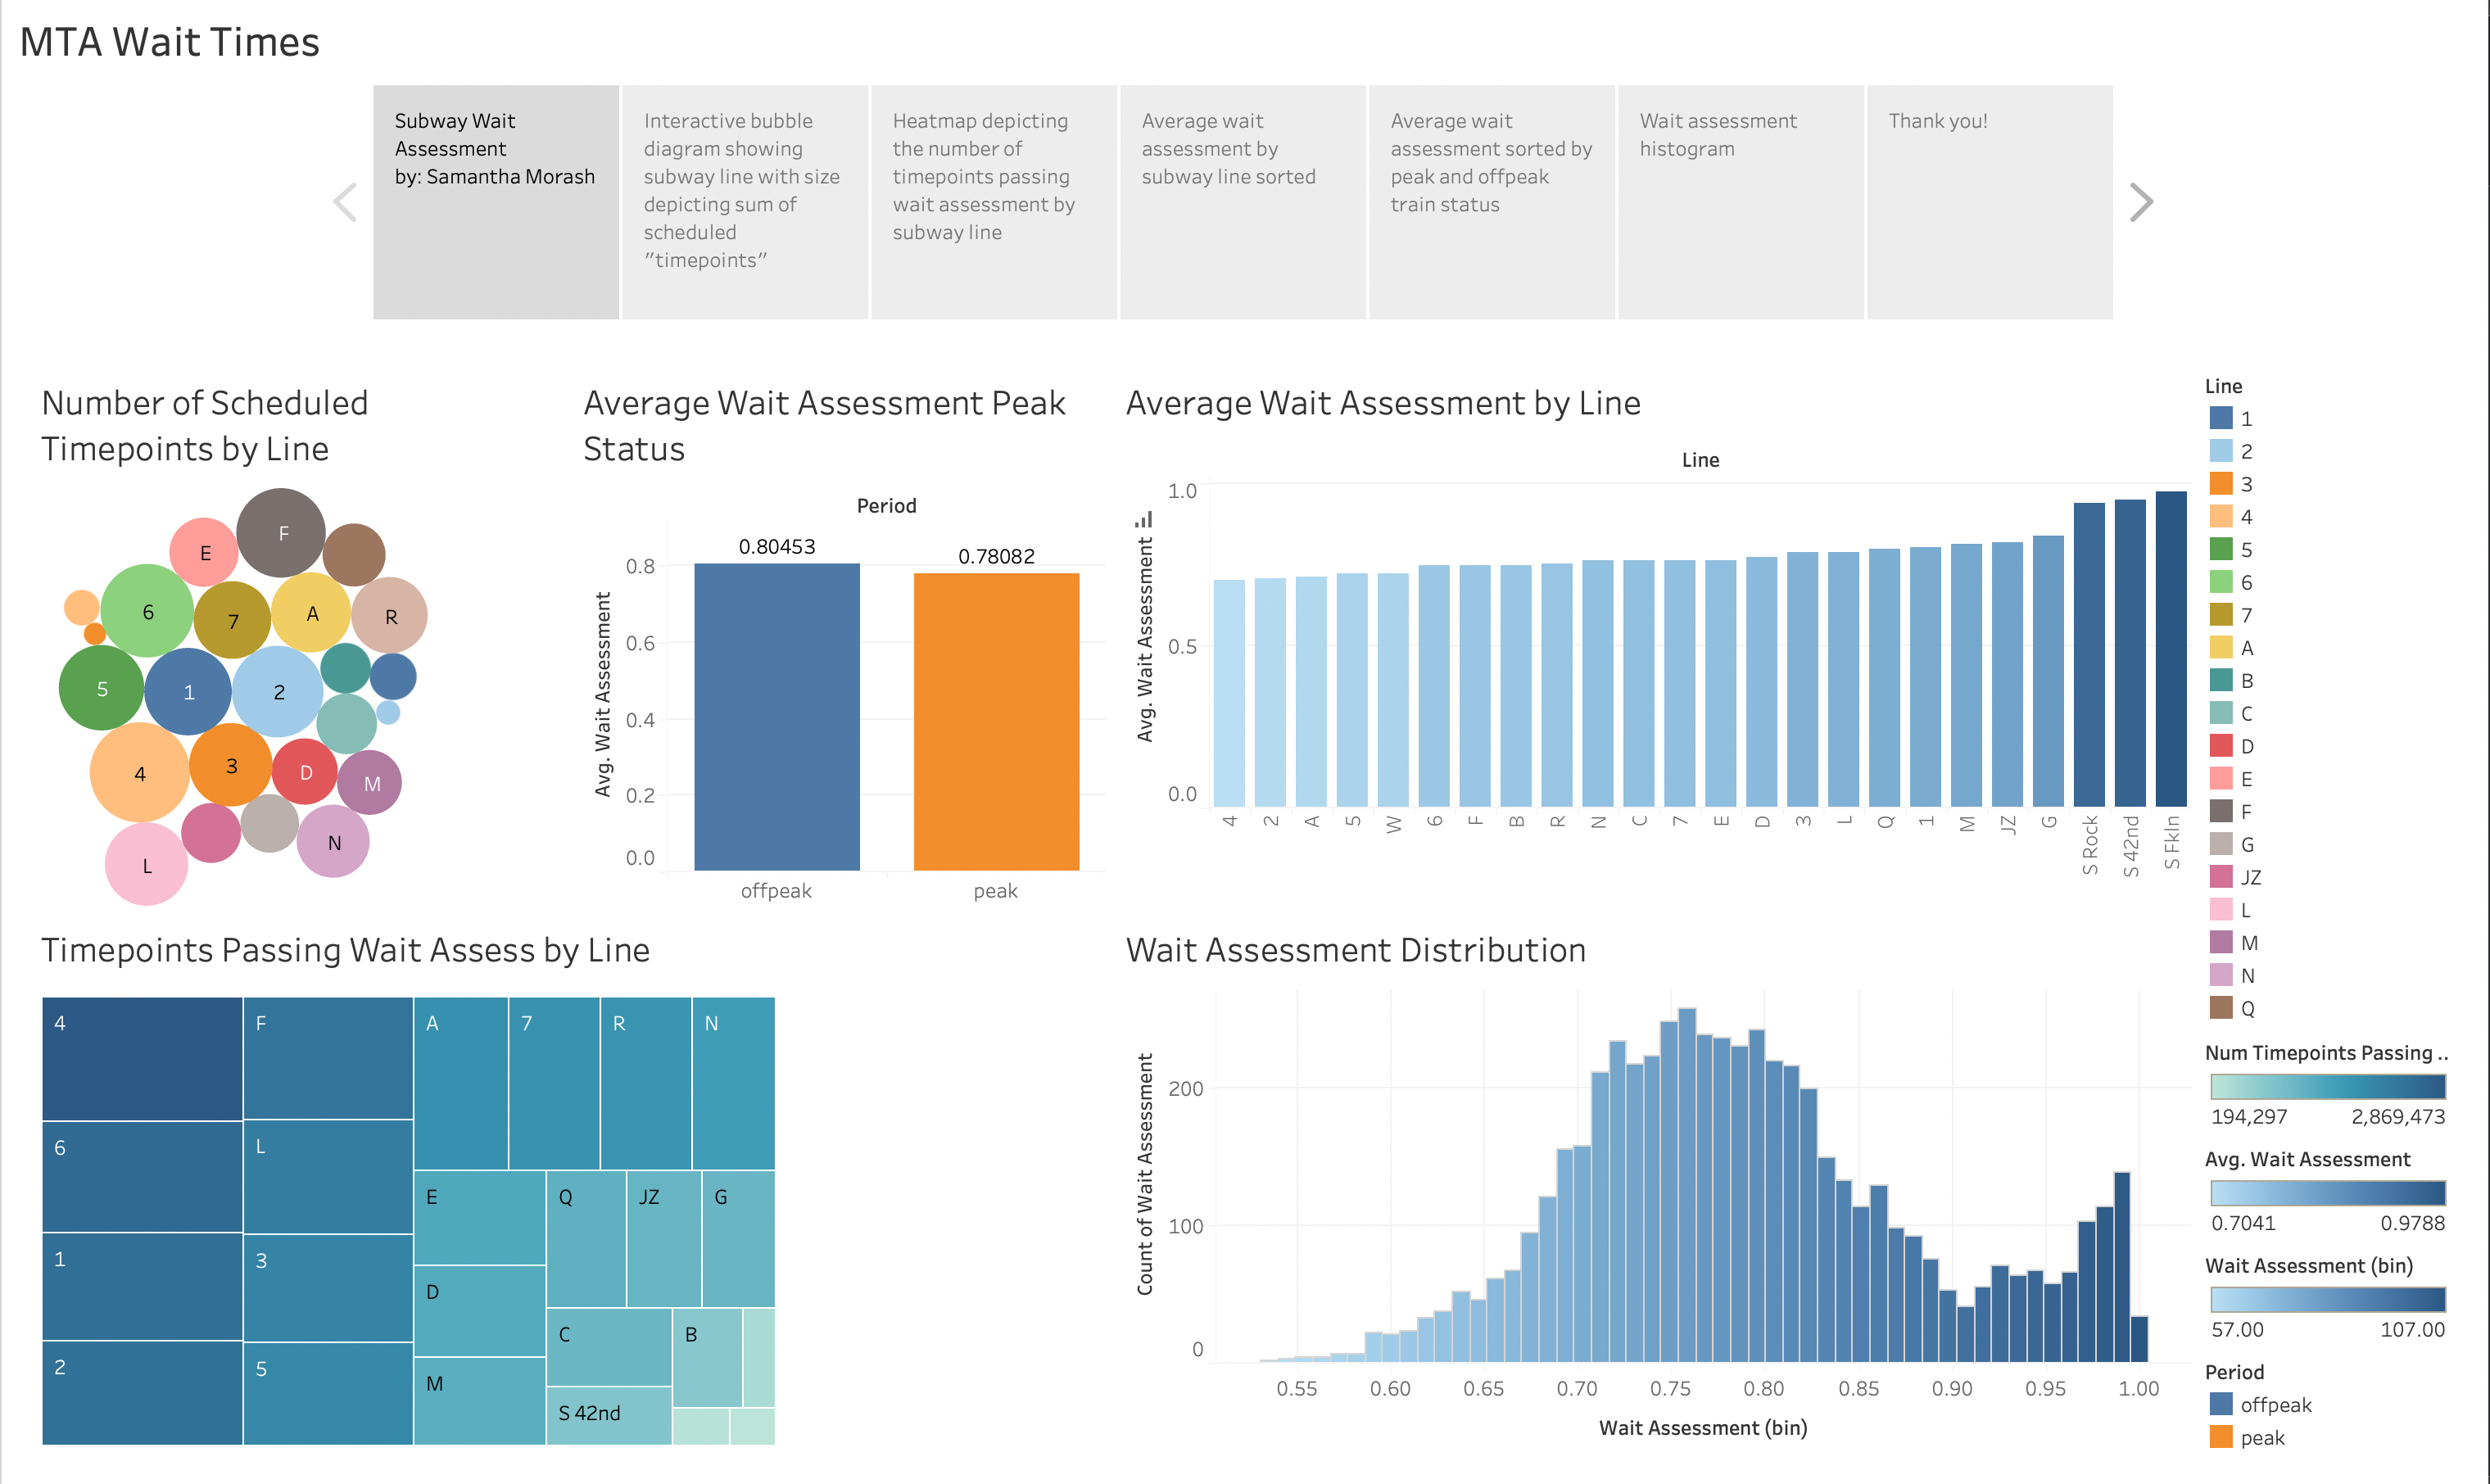 MTA Wait Times
Subway Wait
Assessment
by: Samantha Morash
Interactive bubble
diagram showing
subway line with size
depicting sum of
scheduled
"timepoints"
Heatmap depicting
the number of
timepoints passing
wait assessment by
subway line
Average wait
assessment by
subway line sorted
Average wait
assessment sorted by
peak and offpeak
train status
Wait assessment
histogram
Thank you!
Number of Scheduled
Timepoints by Line
F
E
6
7
A
R
5
1
2
4
3
D
M
N
L
Average Wait Assessment Peak
Status
Period
Avg. Wait Assessment
0.8
0.6
0.4
0.2
0.0
0.80453
0.78082
offpeak
peak
Average Wait Assessment by Line
Line
Avg. Wait Assessment
1.0
0.5
0.0
4
2
A
5
W
6
F
B
R
N
C
7
E
D
3
L
Q
1
M
JZ
G
S Rock
S 42nd
S Fkln
Timepoints Passing Wait Assess by Line
4
6
1
2
F
L
3
5
A
7
R
N
E
D
M
Q
JZ
G
C
B
S 42nd
Wait Assessment Distribution
Count of Wait Assessment
200
100
0
0.55
0.60
0.65
0.70
0.75
0.80
0.85
0.90
0.95
1.00
Wait Assessment (bin)
Line
1
2
3
4
5
6
7
A
B
C
D
E
F
G
JZ
L
M
N
Q
Num Timepoints Passing ..
194,297 2,869,473
Avg. Wait Assessment
0.7041 0.9788
Wait Assessment (bin)
57.00 107.00
Period
offpeak
peak